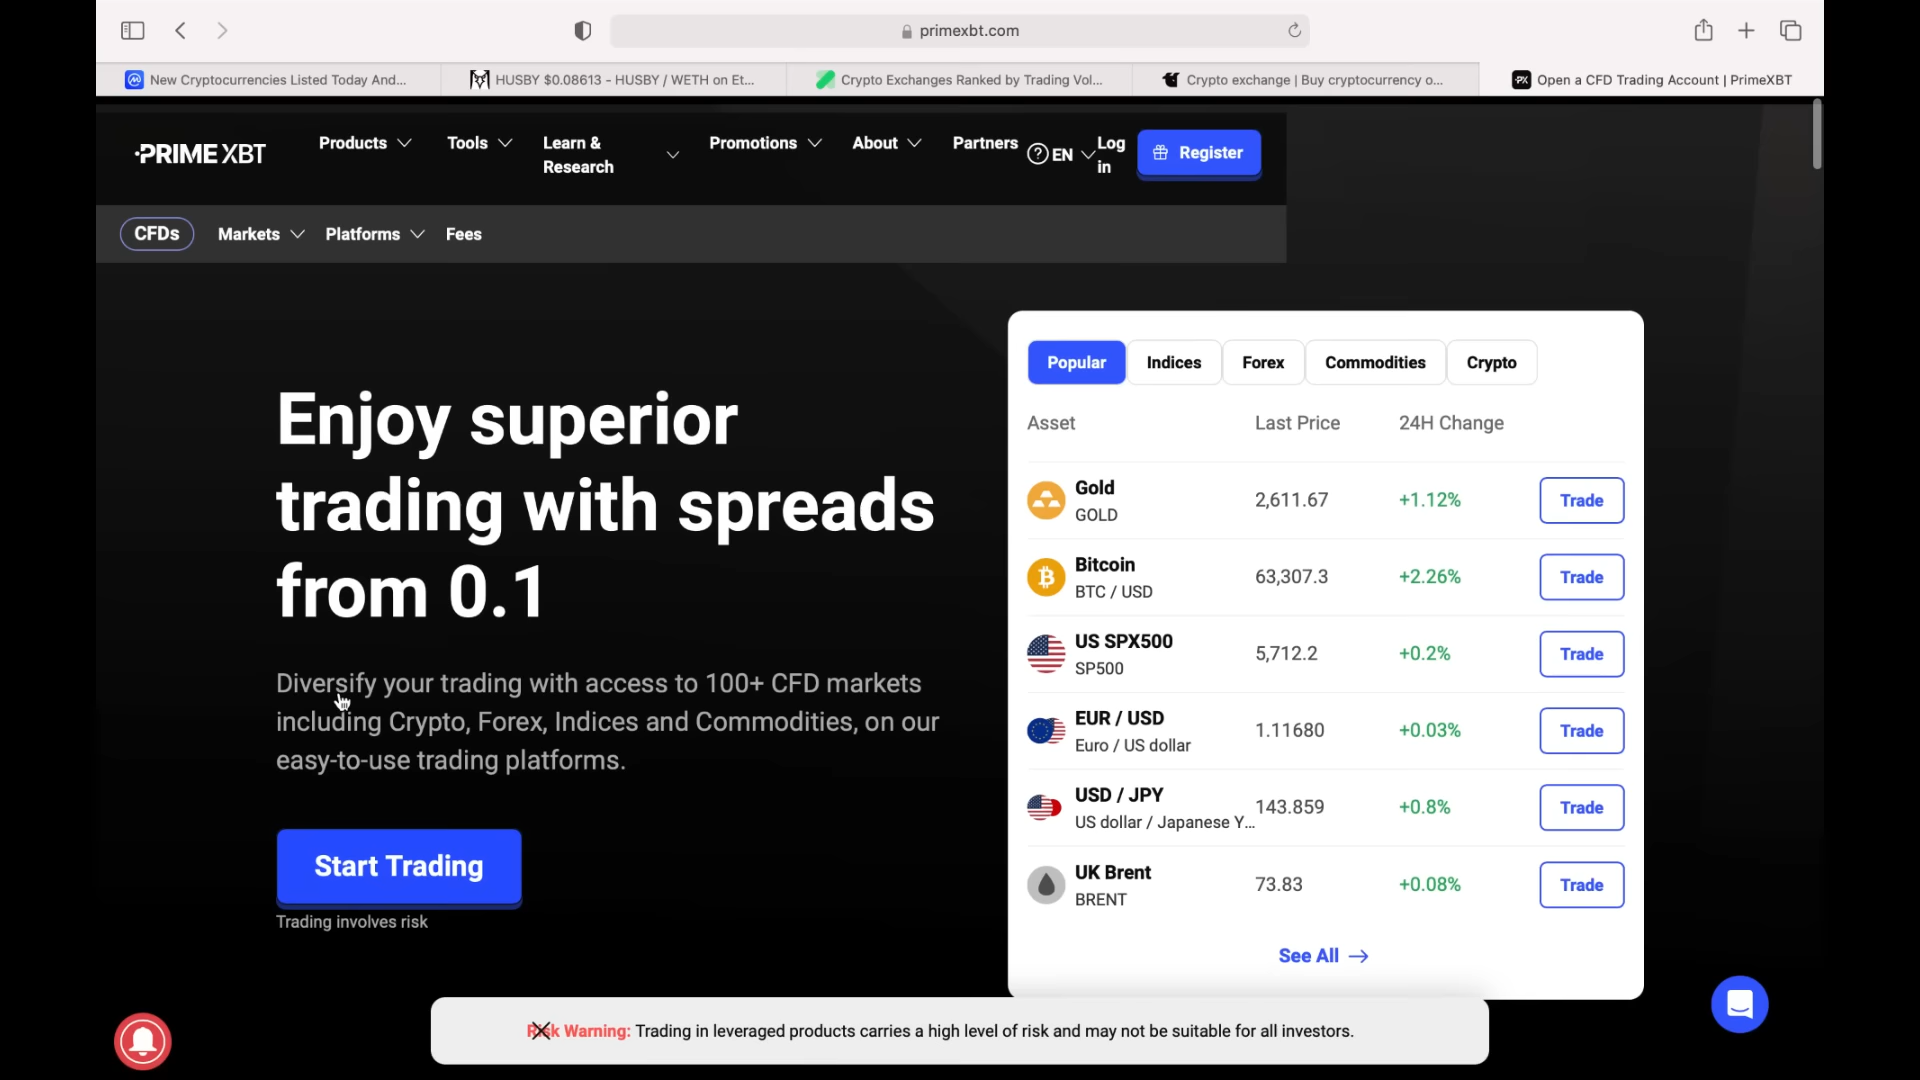 primexbt.com
New Cryptocurrencies Listed Today And...
HUSBY $0.08613 - HUSBY / WETH on Et...
Crypto Exchanges Ranked by Trading Vol...
Crypto exchange | Buy cryptocurrency o...
PX
Open a CFD Trading Account | PrimeXBT
·PRIME XBT
Products
Tools
Learn &
Research
Promotions
About
Partners
EN
Log
in
Register
CFDs
Markets
Platforms
Fees
Enjoy superior
trading with spreads
from 0.1
Diversify your trading with access to 100+ CFD markets
including Crypto, Forex, Indices and Commodities, on our
easy-to-use trading platforms.
Start Trading
Trading involves risk
Popular
Indices
Forex
Commodities
Crypto
Asset
Last Price
24H Change
Gold
GOLD
2,611.67
+1.12%
Trade
Bitcoin
BTC / USD
63,307.3
+2.26%
Trade
US SPX500
SP500
5,712.2
+0.2%
Trade
EUR / USD
Euro / US dollar
1.11680
+0.03%
Trade
USD / JPY
US dollar / Japanese Y...
143.859
+0.8%
Trade
UK Brent
BRENT
73.83
+0.08%
Trade
See All
Risk Warning: Trading in leveraged products carries a high level of risk and may not be suitable for all investors.